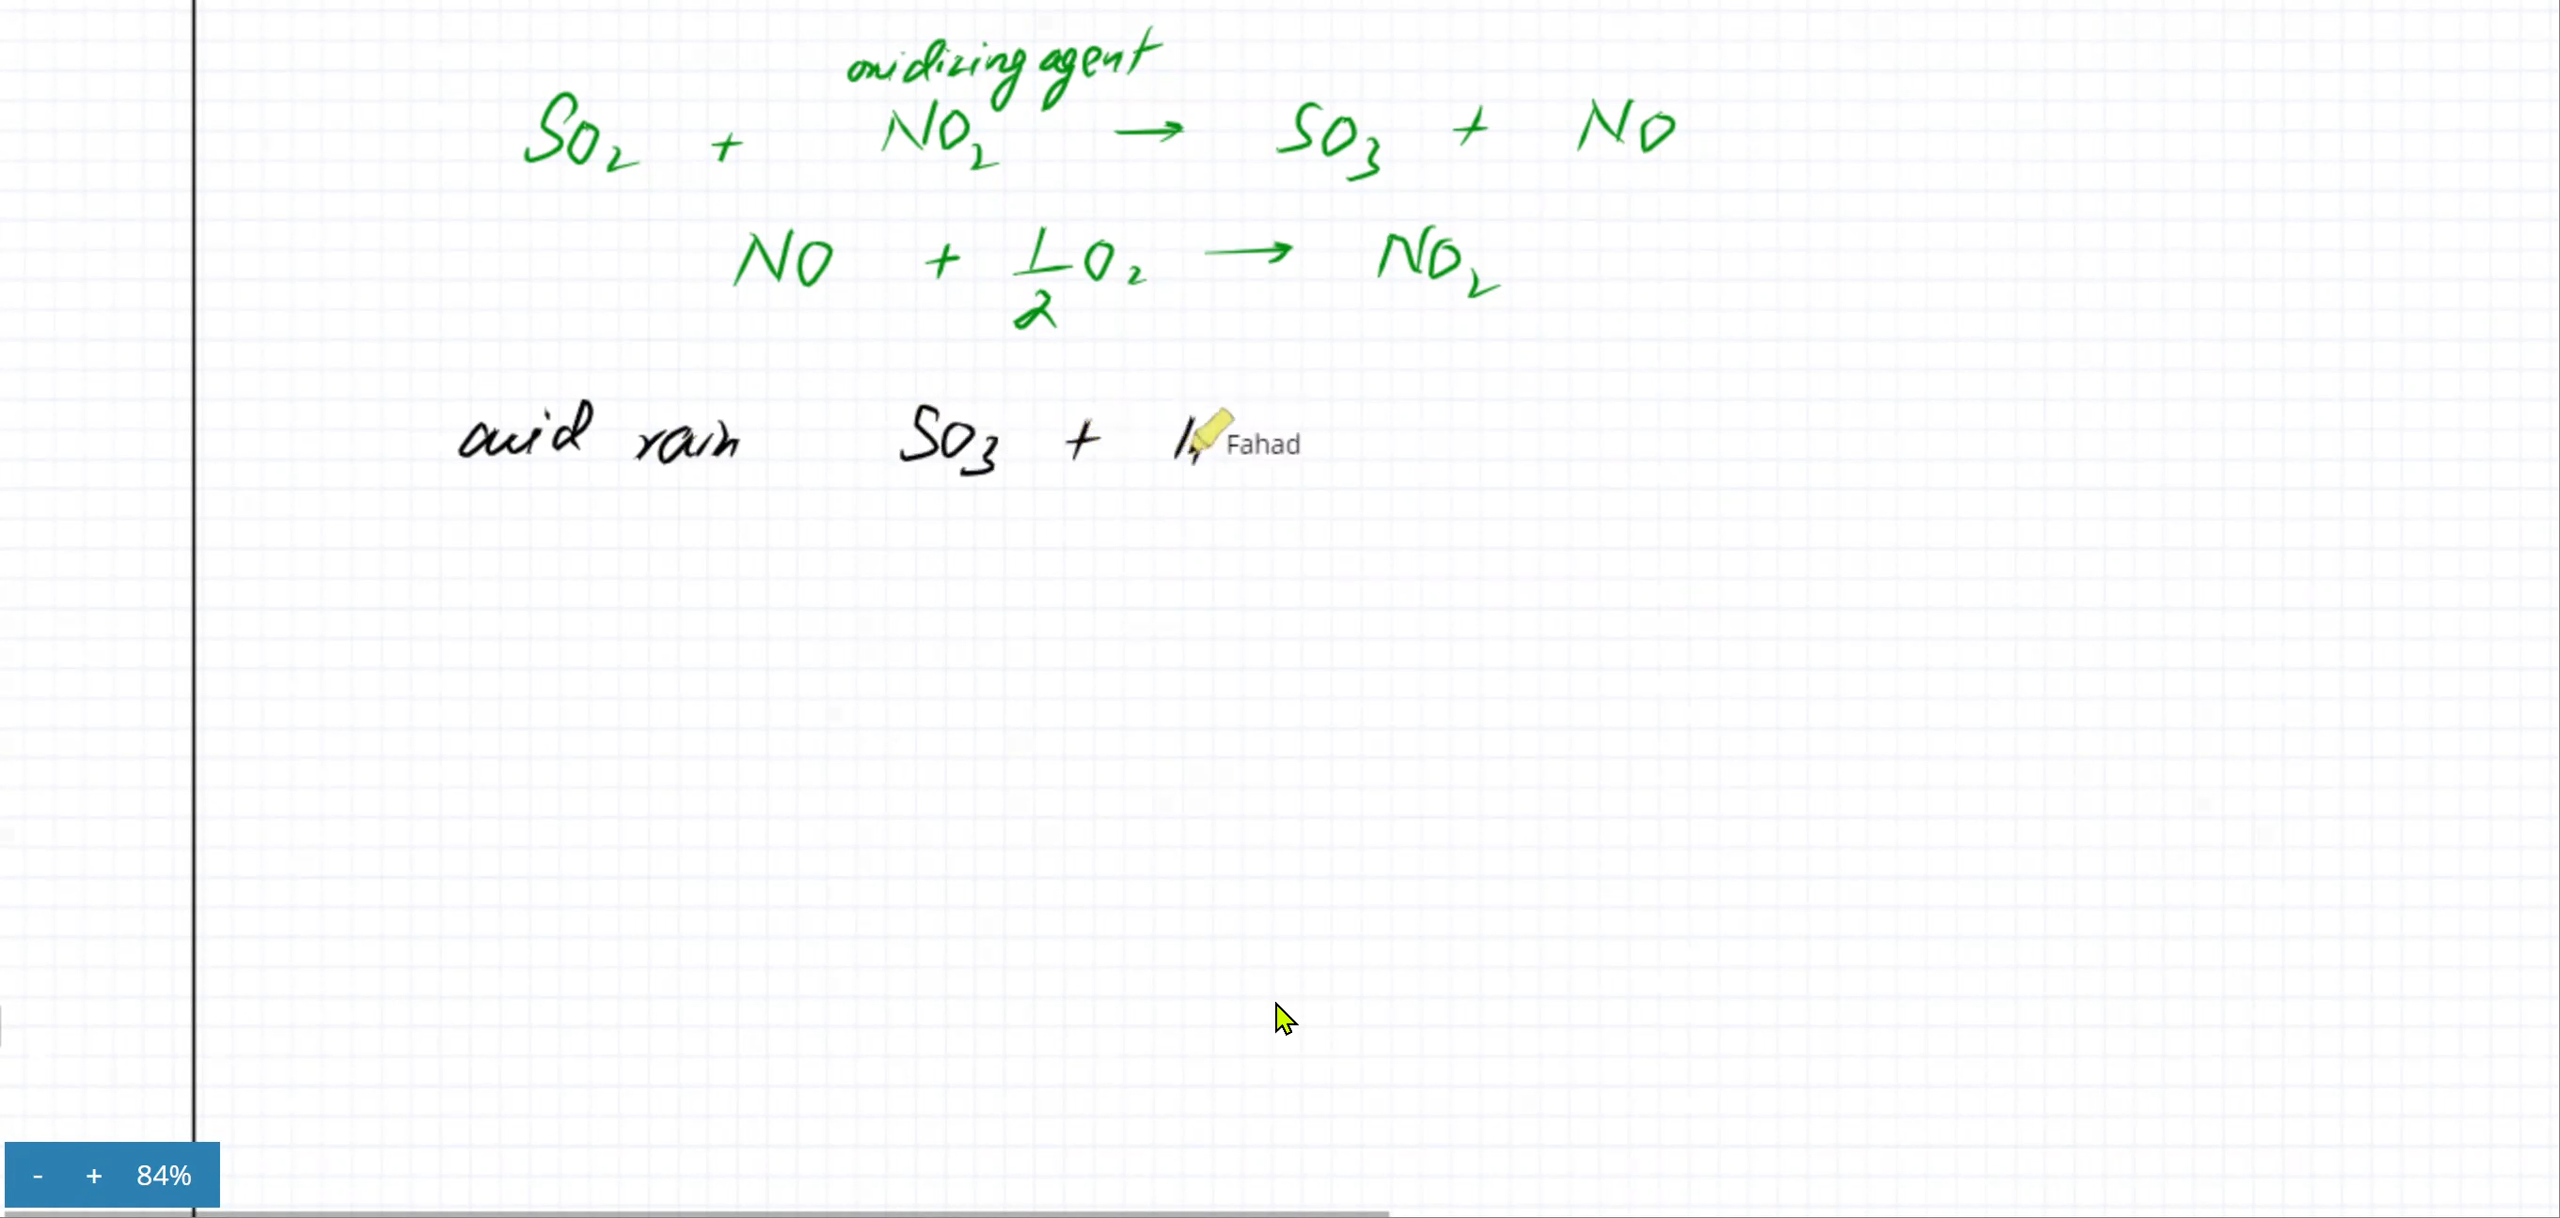 oxidizing agent
SO₂ + NO₂ → SO₃ + NO
NO + 1/2 O₂ → NO₂
acid rain SO₃ +
Fahad
- + 84%